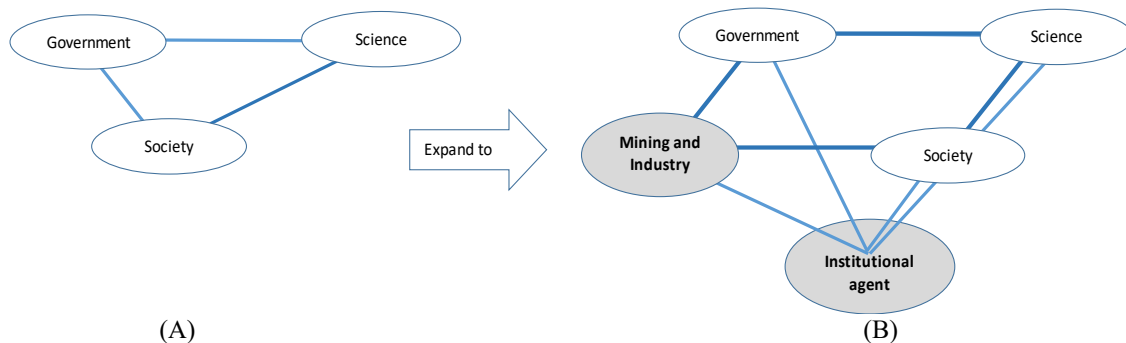 Government
Science
Society
(A)
Expand to
Government
Science
Mining and
Industry
Society
Institutional
agent
(B)